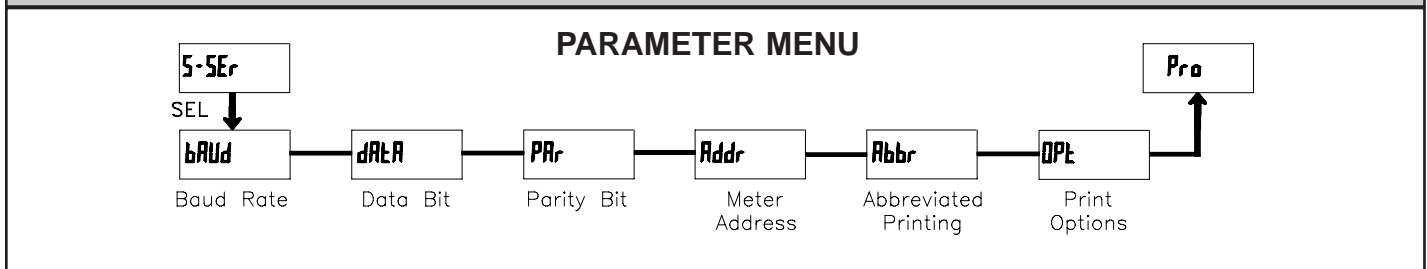 PARAMETER MENU
5-SEr
Pro
SEL
bAUd
dAtA
PAr
Addr
Abbr
OPt
Baud Rate
Data Bit
Parity Bit
Meter
Address
Abbreviated
Printing
Print
Options